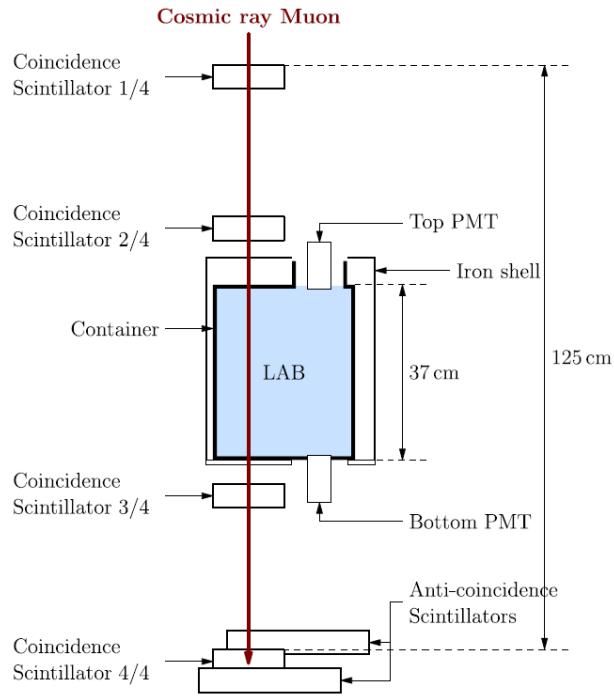 Cosmic ray Muon
Coincidence
Scintillator 1/4
Coincidence
Scintillator 2/4
Top PMT
Iron shell
Container
LAB
37 cm
125 cm
Coincidence
Scintillator 3/4
Bottom PMT
Anti-coincidence
Scintillators
Coincidence
Scintillator 4/4